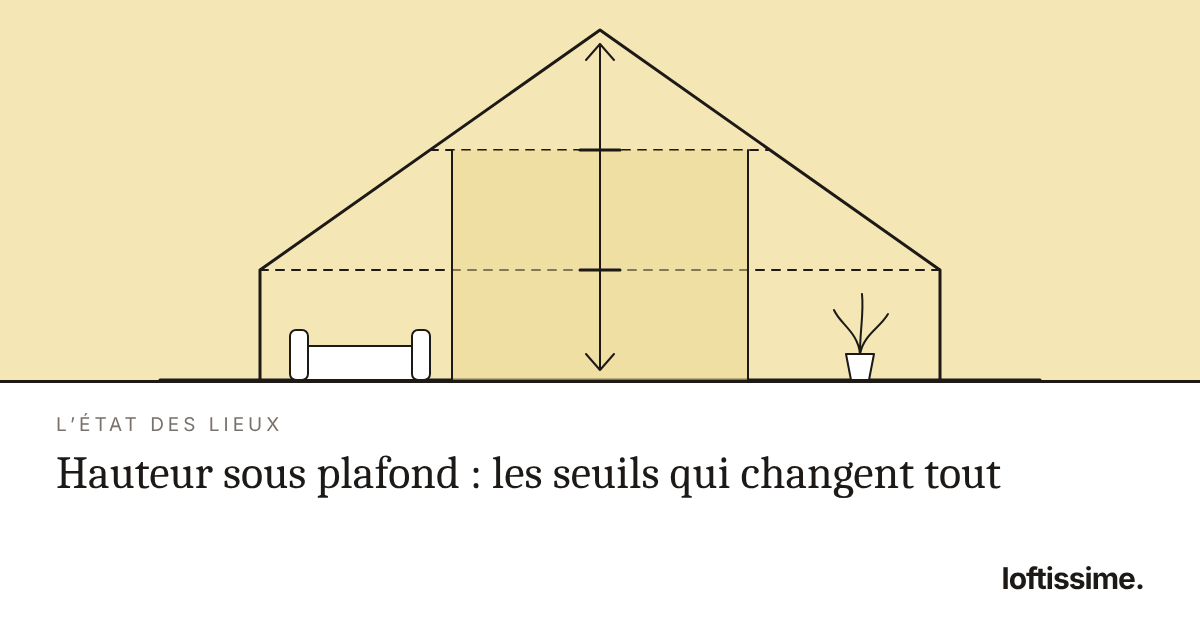 L’ÉTAT DES LIEUX
Hauteur sous plafond : les seuils qui changent tout
loftissime.